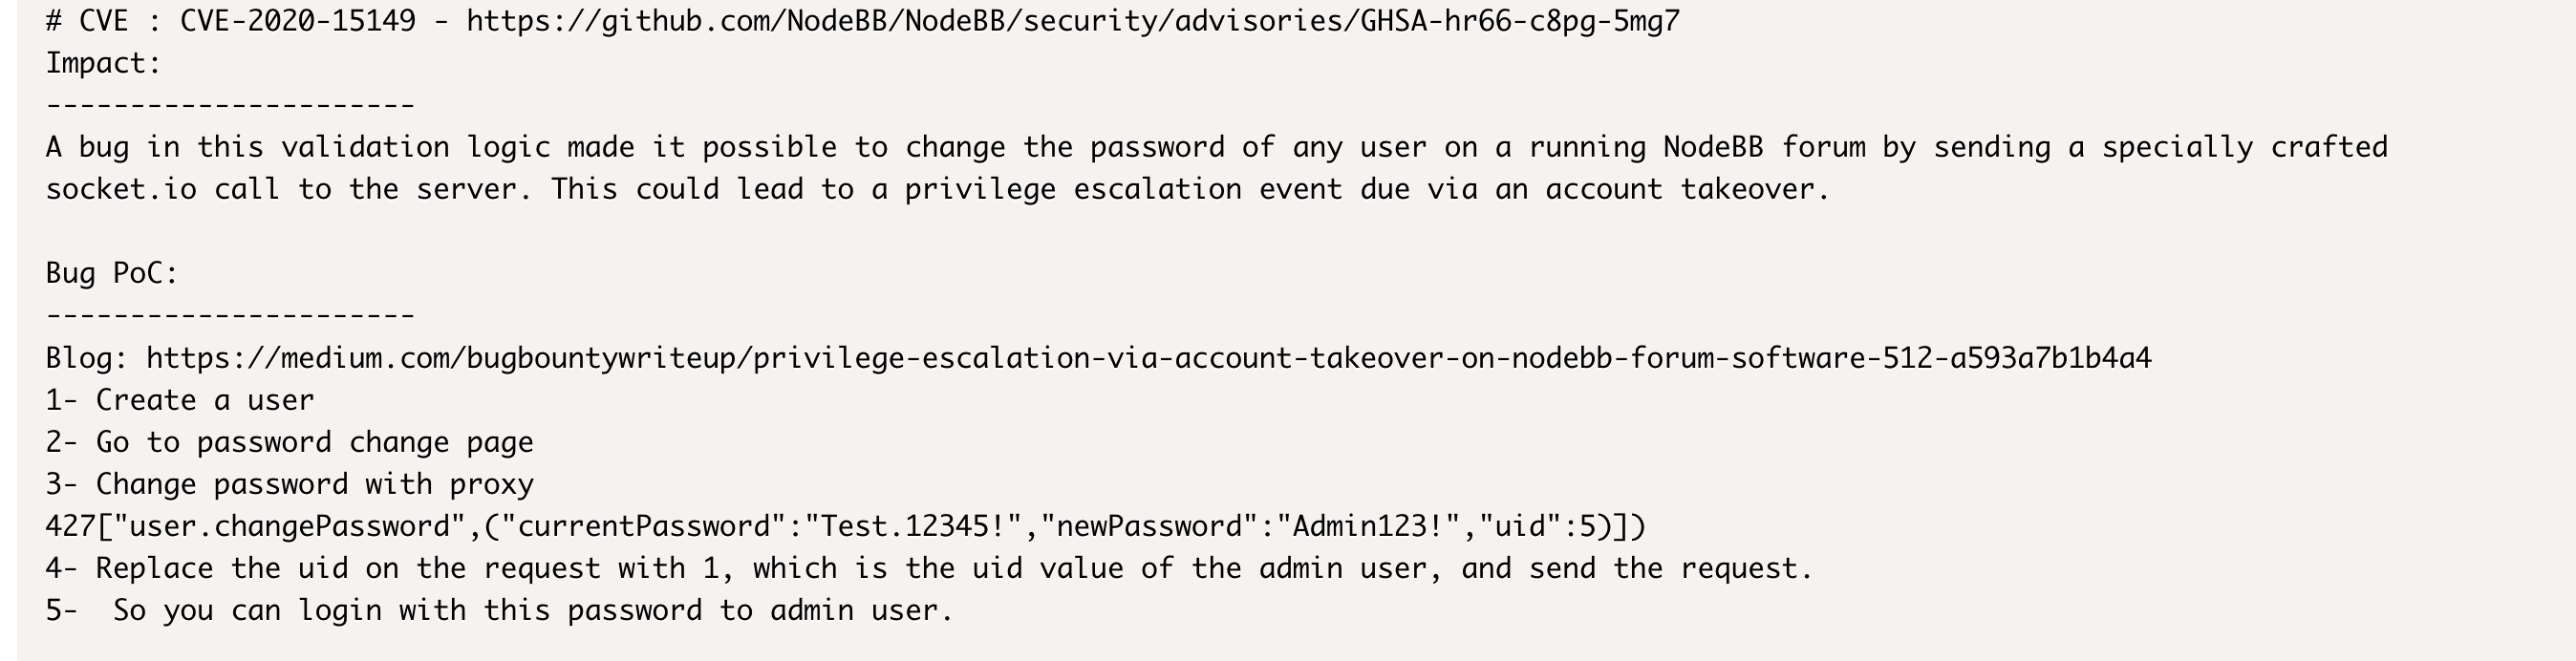 # CVE : CVE-2020-15149 - https://github.com/NodeBB/NodeBB/security/advisories/GHSA-hr66-c8pg-5mg7
Impact:
----------------------
A bug in this validation logic made it possible to change the password of any user on a running NodeBB forum by sending a specially crafted
socket.io call to the server. This could lead to a privilege escalation event due via an account takeover.

Bug PoC:
----------------------
Blog: https://medium.com/bugbountywriteup/privilege-escalation-via-account-takeover-on-nodebb-forum-software-512-a593a7b1b4a4
1- Create a user
2- Go to password change page
3- Change password with proxy
427["user.changePassword",("currentPassword":"Test.12345!","newPassword":"Admin123!","uid":5)])
4- Replace the uid on the request with 1, which is the uid value of the admin user, and send the request.
5-  So you can login with this password to admin user.